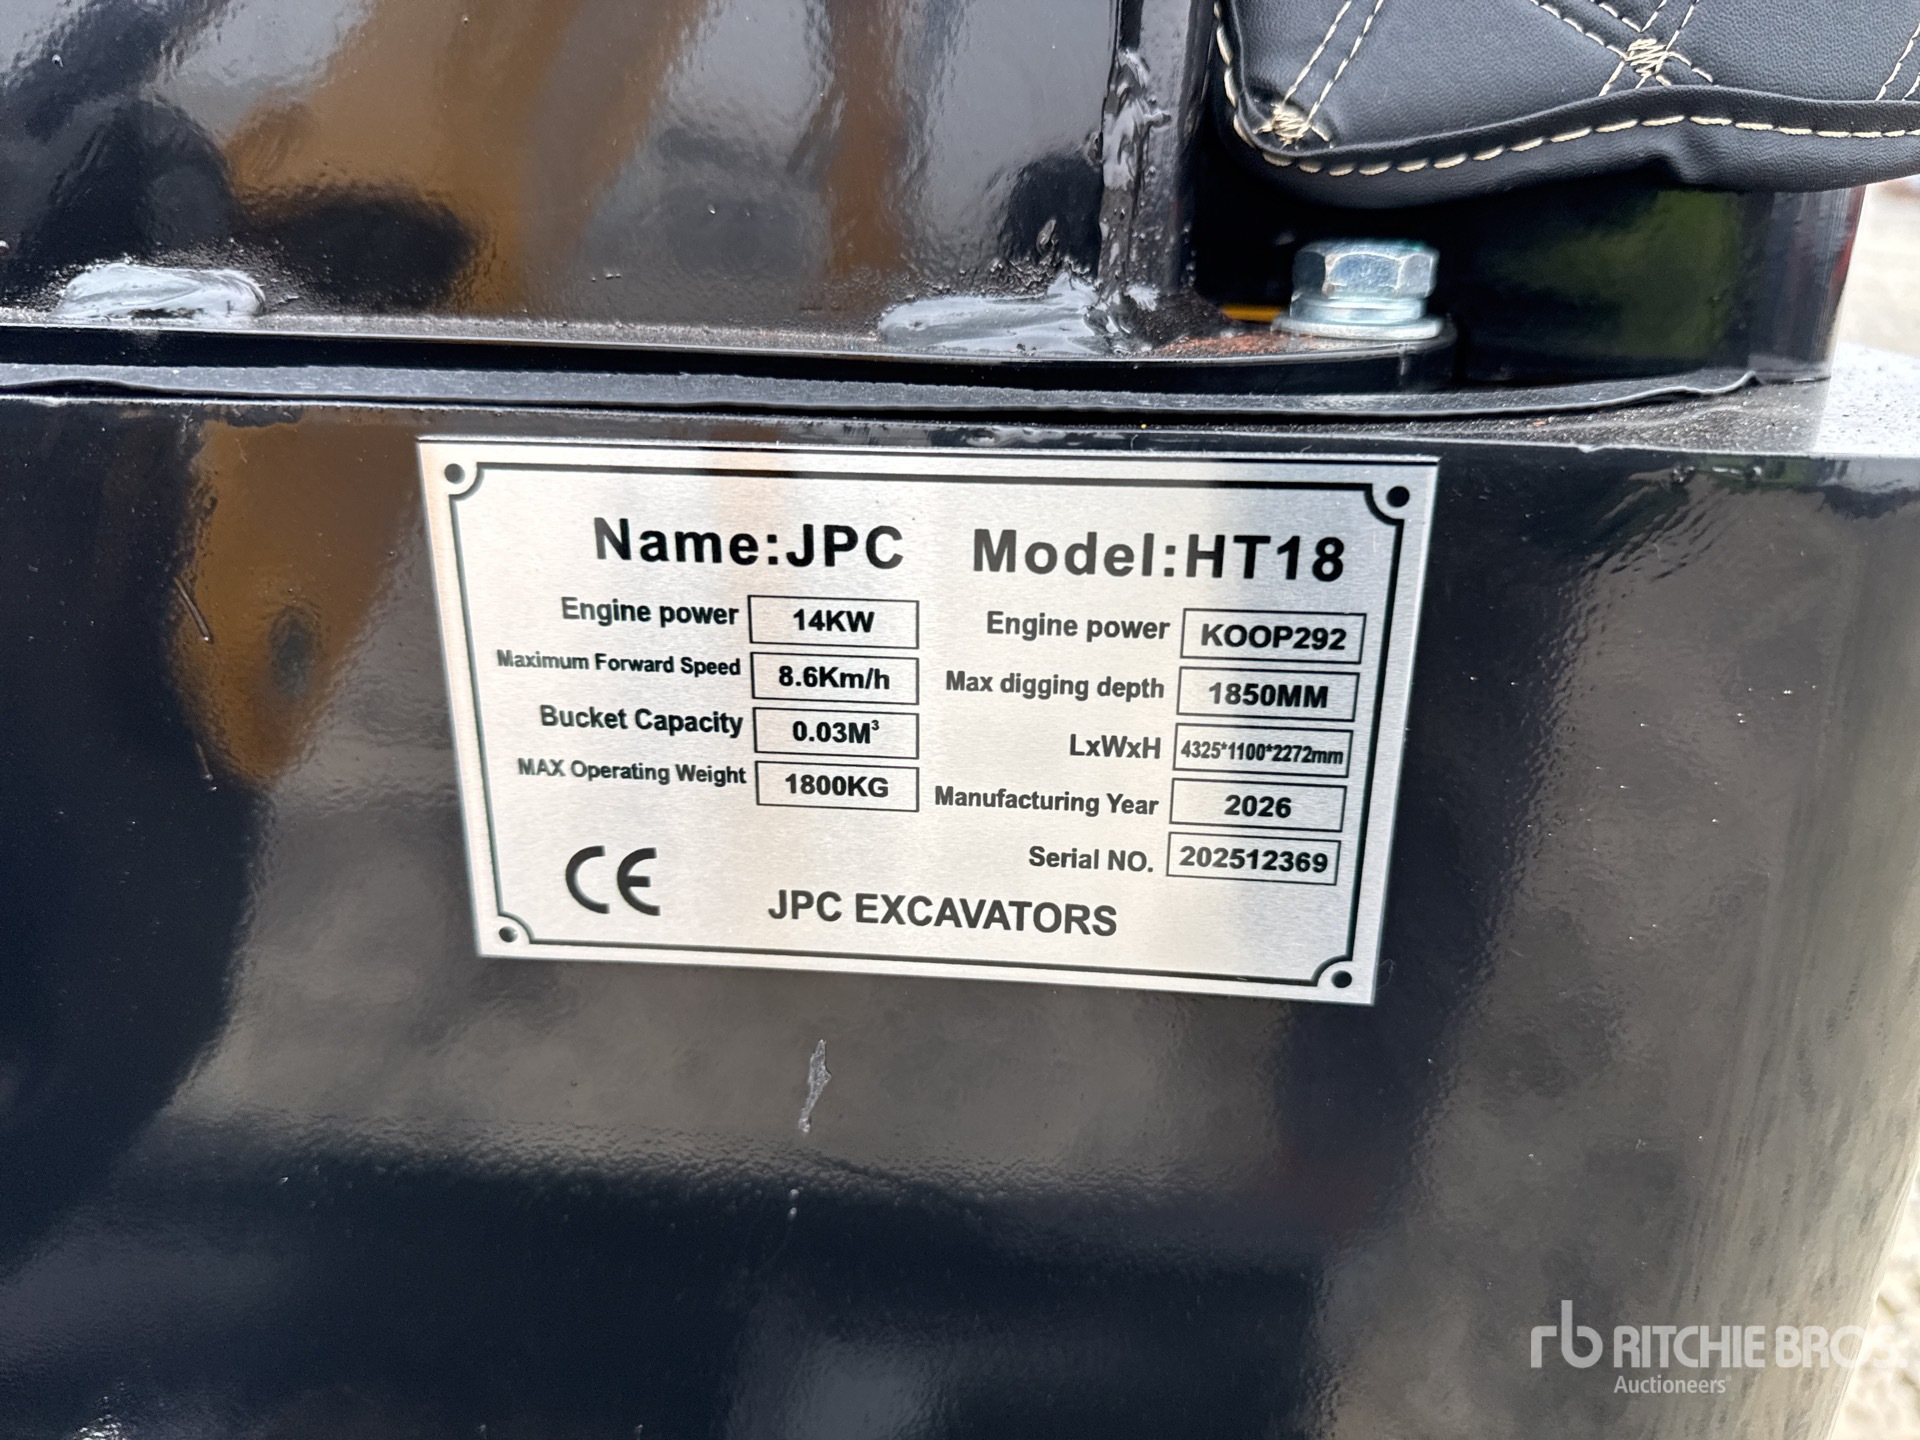 Name:JPC Model:HT18
Engine power 14KW
Maximum Forward Speed 8.6Km/h
Bucket Capacity 0.03M³
MAX Operating Weight 1800KG
Engine power KOOP292
Max digging depth 1850MM
LxWxH 4325*1100*2272mm
Manufacturing Year 2026
Serial NO. 202512369
CE
JPC EXCAVATORS
rb RITCHIE BROS
Auctioneers